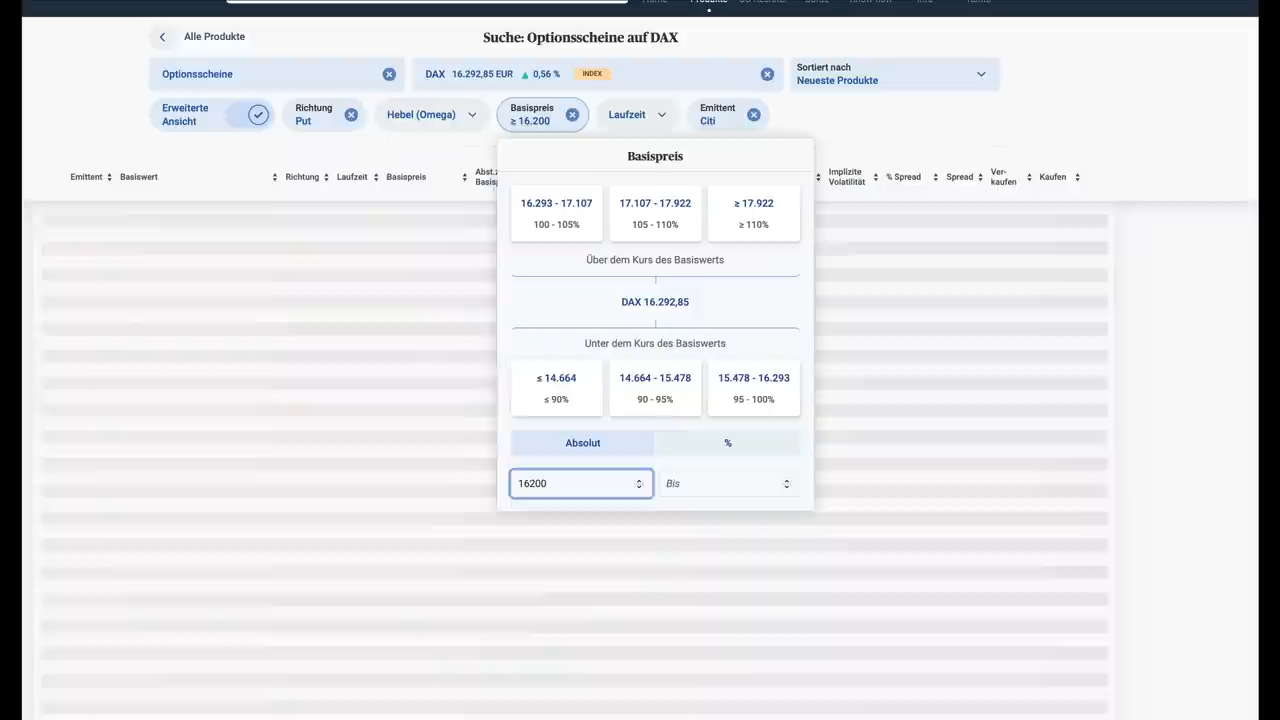 Alle Produkte
Suche: Optionsscheine auf DAX
Optionsscheine
DAX 16.292,85 EUR 0,56 % INDEX
Sortiert nach
Neueste Produkte
Erweiterte
Ansicht
Richtung
Put
Hebel (Omega)
Basispreis
≥ 16.200
Laufzeit
Emittent
Citi
Basispreis
Emittent
Basiswert
Richtung
Laufzeit
Basispreis
Implizite
Volatilität
% Spread
Spread
Ver-
kaufen
Kaufen
16.293 - 17.107
100 - 105%
17.107 - 17.922
105 - 110%
≥ 17.922
≥ 110%
Über dem Kurs des Basiswerts
DAX 16.292,85
Unter dem Kurs des Basiswerts
≤ 14.664
≤ 90%
14.664 - 15.478
90 - 95%
15.478 - 16.293
95 - 100%
Absolut
%
16200
Bis